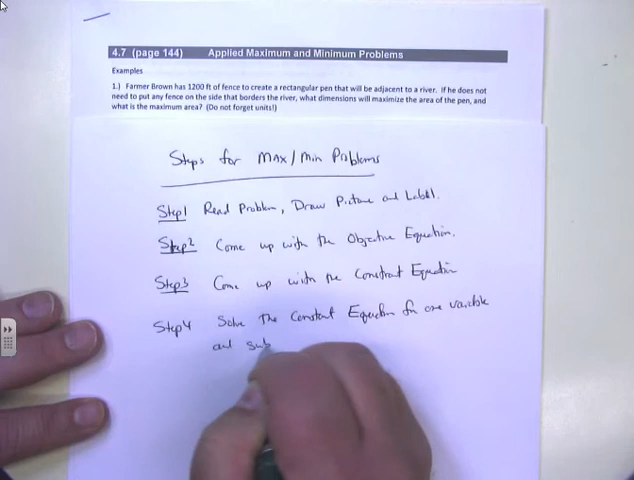 4.7 (page 144) Applied Maximum and Minimum Problems
Examples
1.) Farmer Brown has 1200 ft of fence to create a rectangular pen that will be adjacent to a river. If he does not
need to put any fence on the side that borders the river, what dimensions will maximize the area of the pen, and
what is the maximum area? (Do not forget units!)
Steps for Max/Min Problems
Step1 Read Problem, Draw Picture and Label.
Step2 Come up with the Objective Equation.
Step3 Come up with the Constraint Equation
Step4 Solve the Constraint Equation for one variable
and sub